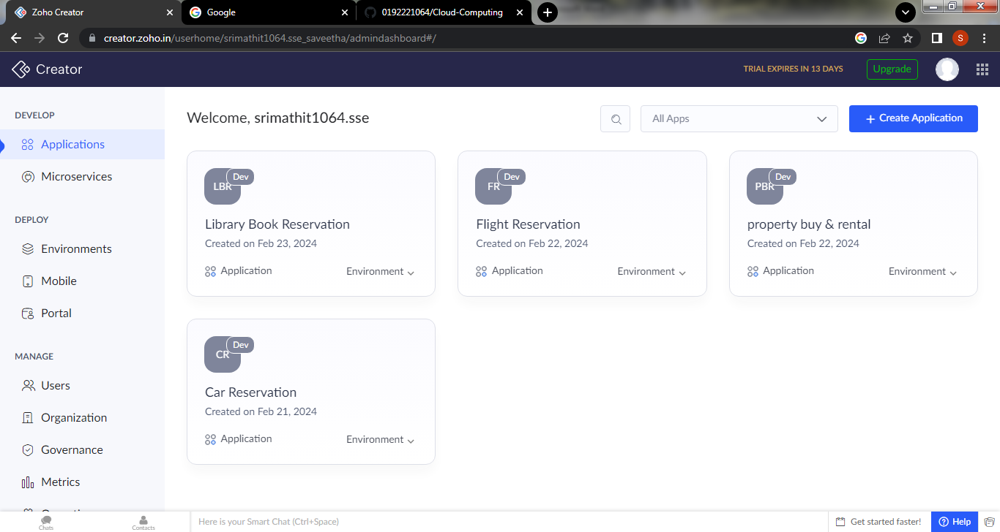 Zoho Creator
Google
0192221064/Cloud-Computing
creator.zoho.in/userhome/srimathit1064.sse_saveetha/admindashboard#/
S
Creator
TRIAL EXPIRES IN 13 DAYS
Upgrade
DEVELOP
Applications
Microservices
DEPLOY
Environments
Mobile
Portal
MANAGE
Users
Organization
Governance
Metrics
Welcome, srimathit1064.sse
All Apps
+ Create Application
LBR
Dev
Library Book Reservation
Created on Feb 23, 2024
Application
Environment
FR
Dev
Flight Reservation
Created on Feb 22, 2024
Application
Environment
PBR
Dev
property buy & rental
Created on Feb 22, 2024
Application
Environment
CR
Dev
Car Reservation
Created on Feb 21, 2024
Application
Environment
Chats
Contacts
Here is your Smart Chat (Ctrl+Space)
Get started faster!
Help